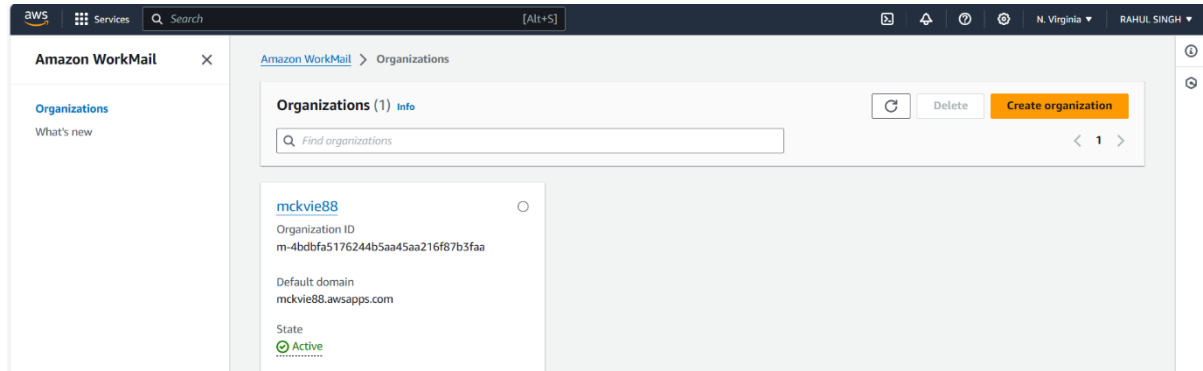 aws Services Search [Alt+S] N. Virginia ▼ RAHUL SINGH ▼
Amazon WorkMail
Organizations
What's new
Amazon WorkMail > Organizations
Organizations (1) Info
Delete
Create organization
Find organizations
< 1 >
mckvie88
Organization ID
m-4bdbfa5176244b5aa45aa216f87b3faa
Default domain
mckvie88.awsapps.com
State
Active